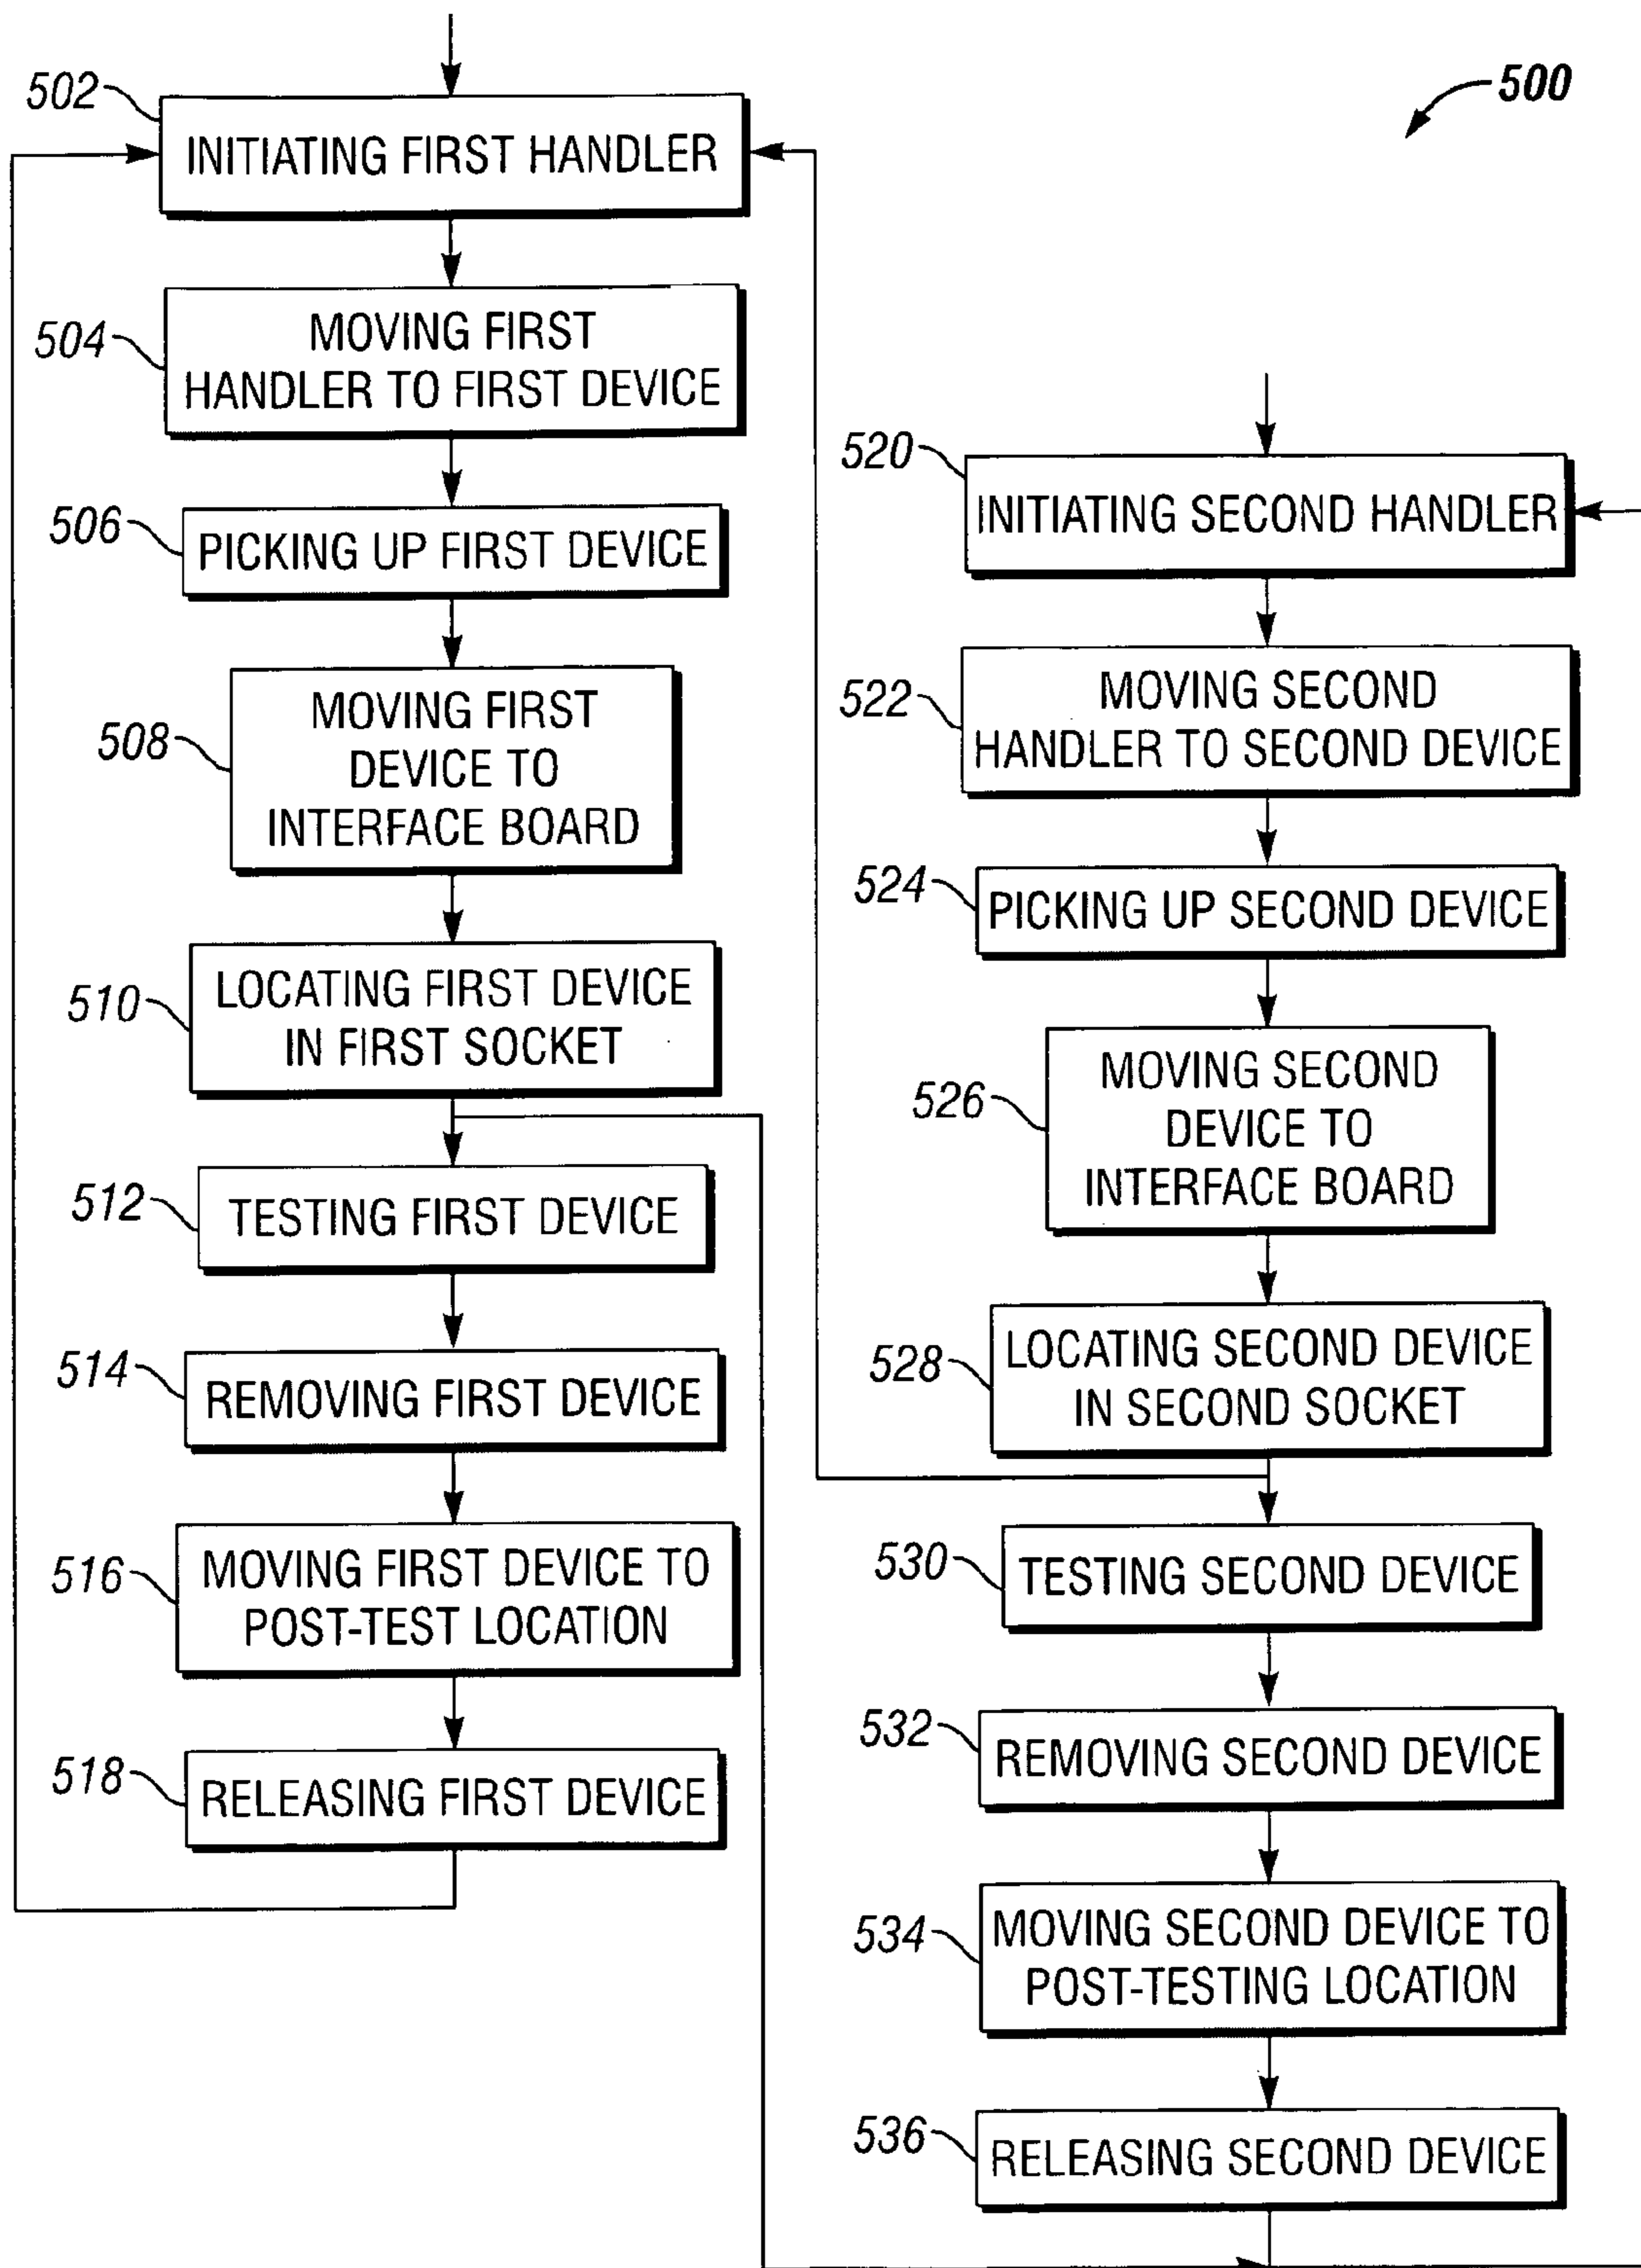 500
502
INITIATING FIRST HANDLER
504
MOVING FIRST
HANDLER TO FIRST DEVICE
506
PICKING UP FIRST DEVICE
508
MOVING FIRST
DEVICE TO
INTERFACE BOARD
510
LOCATING FIRST DEVICE
IN FIRST SOCKET
512
TESTING FIRST DEVICE
514
REMOVING FIRST DEVICE
516
MOVING FIRST DEVICE TO
POST-TEST LOCATION
518
RELEASING FIRST DEVICE
520
INITIATING SECOND HANDLER
522
MOVING SECOND
HANDLER TO SECOND DEVICE
524
PICKING UP SECOND DEVICE
526
MOVING SECOND
DEVICE TO
INTERFACE BOARD
528
LOCATING SECOND DEVICE
IN SECOND SOCKET
530
TESTING SECOND DEVICE
532
REMOVING SECOND DEVICE
534
MOVING SECOND DEVICE TO
POST-TESTING LOCATION
536
RELEASING SECOND DEVICE